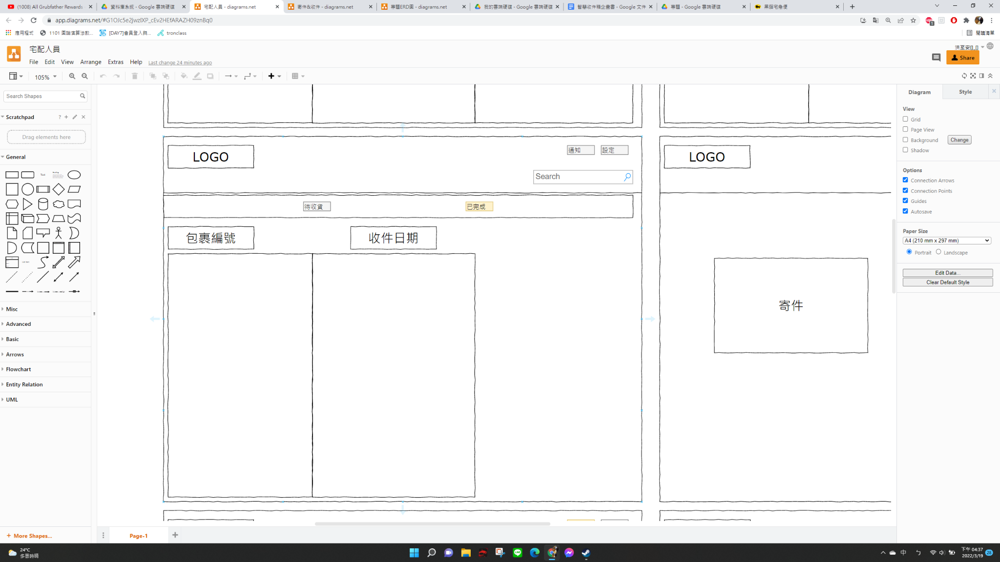 (1008) All Grubfather Rewards
資料庫系統 - Google 雲端硬碟
宅配人員 - diagrams.net
寄件&收件 - diagrams.net
專題ERD圖 - diagrams.net
我的雲端硬碟 - Google 雲端硬碟
智慧收件箱企畫書 - Google 文件
專題 - Google 雲端硬碟
黑貓宅急便
app.diagrams.net/#G1OJc5e2JwzIXP_cEv2HEfARAZH09znBq0
應用程式
1101 圖論演算法教...
[DAY7]會員登入與...
tronclass
閱讀清單
宅配人員
洪至安[]_[]
File Edit View Arrange Extras Help Last change 24 minutes ago
Share
105%
Search Shapes
Scratchpad
Drag elements here
General
Text
Heading
List Item
Misc
Advanced
Basic
Arrows
Flowchart
Entity Relation
UML
+ More Shapes...
LOGO
通知
設定
Search
待收貨
已完成
包裹編號
收件日期
LOGO
寄件
Diagram
Style
View
Grid
Page View
Background
Change
Shadow
Options
Connection Arrows
Connection Points
Guides
Autosave
Paper Size
A4 (210 mm x 297 mm)
Portrait
Landscape
Edit Data...
Clear Default Style
Page-1
24°C
多雲時晴
中
ㄅ
下午 04:37
2022/3/19
28